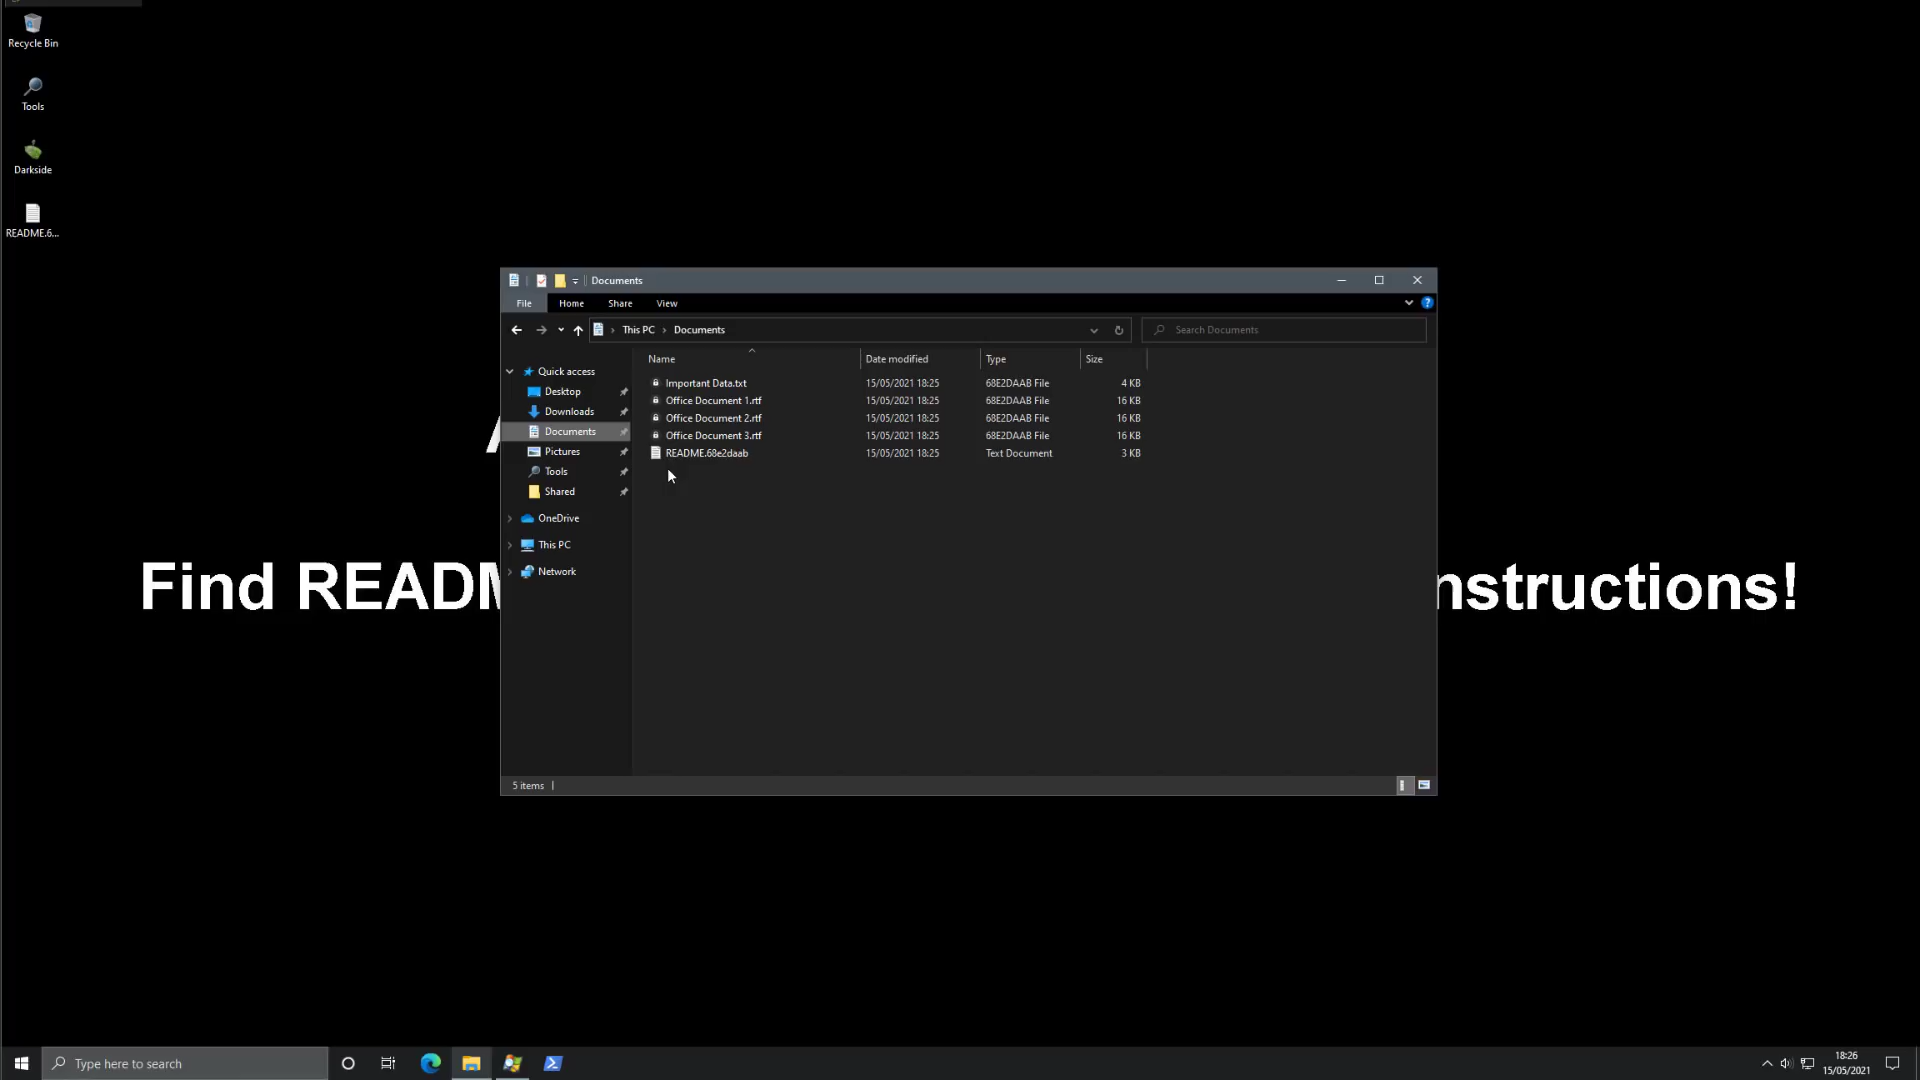 Recycle Bin
Tools
Darkside
README.6...
Documents
File Home Share View
This PC Documents
Search Documents
Name Date modified Type Size
Important Data.txt 15/05/2021 18:25 68E2DAAB File 4 KB
Office Document 1.rtf 15/05/2021 18:25 68E2DAAB File 16 KB
Office Document 2.rtf 15/05/2021 18:25 68E2DAAB File 16 KB
Office Document 3.rtf 15/05/2021 18:25 68E2DAAB File 16 KB
README.68e2daab 15/05/2021 18:25 Text Document 3 KB
Quick access
Desktop
Downloads
Documents
Pictures
Tools
Shared
OneDrive
This PC
Network
5 items
Find READ nstructions!
Type here to search
18:26
15/05/2021